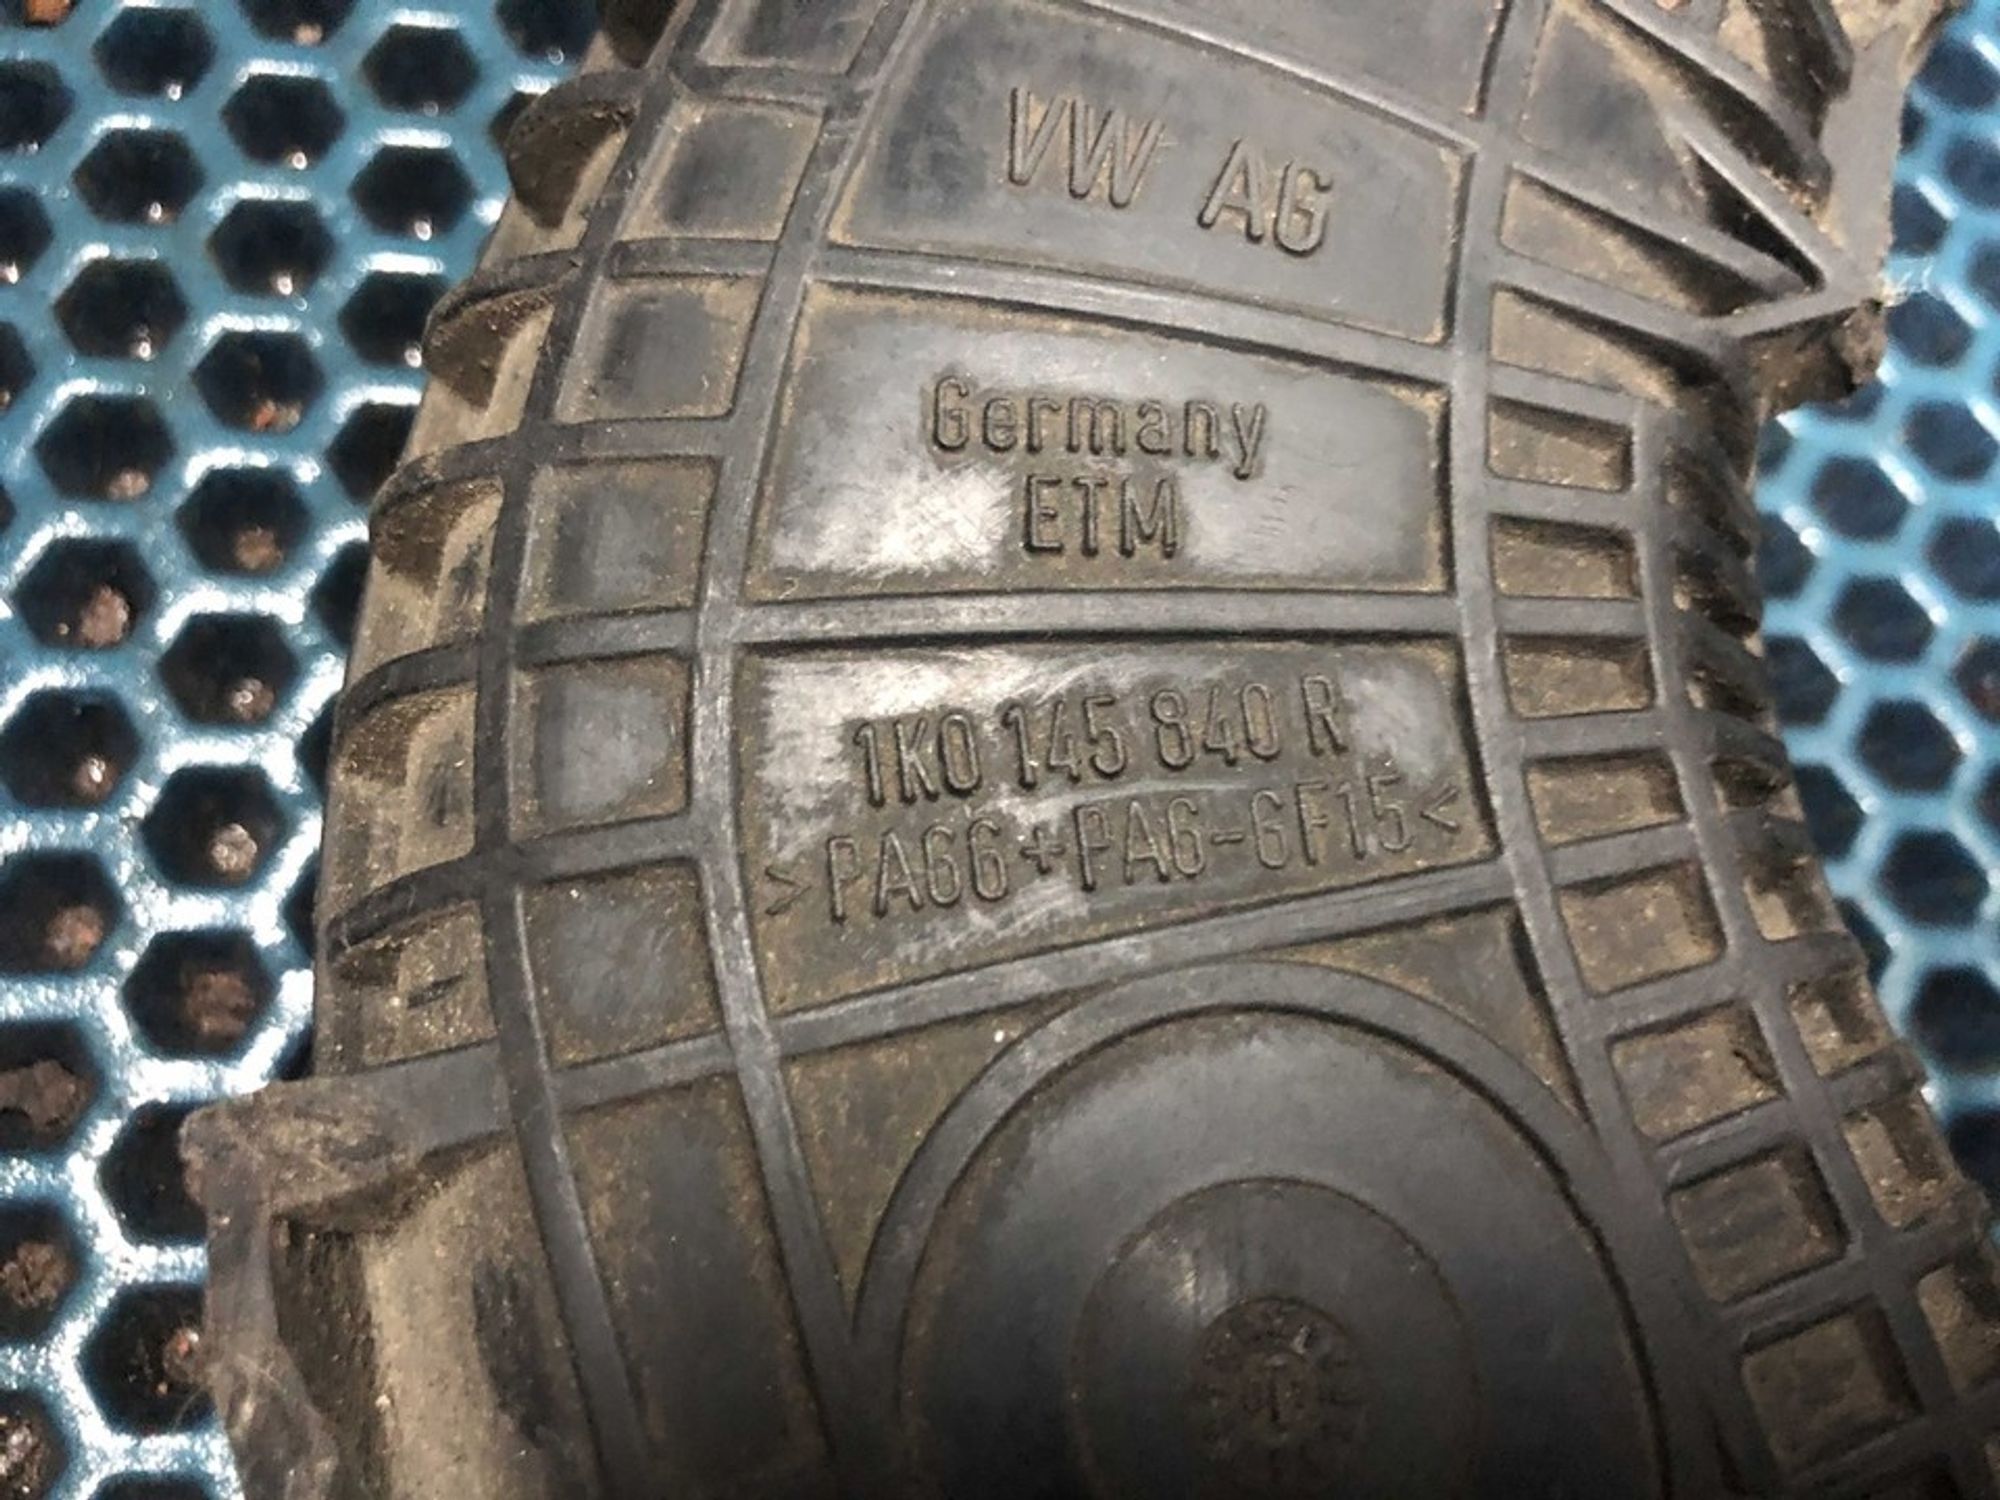 VW AG
Germany
ETM
1K0 145 840 R
>PA66+PA6-GF15<